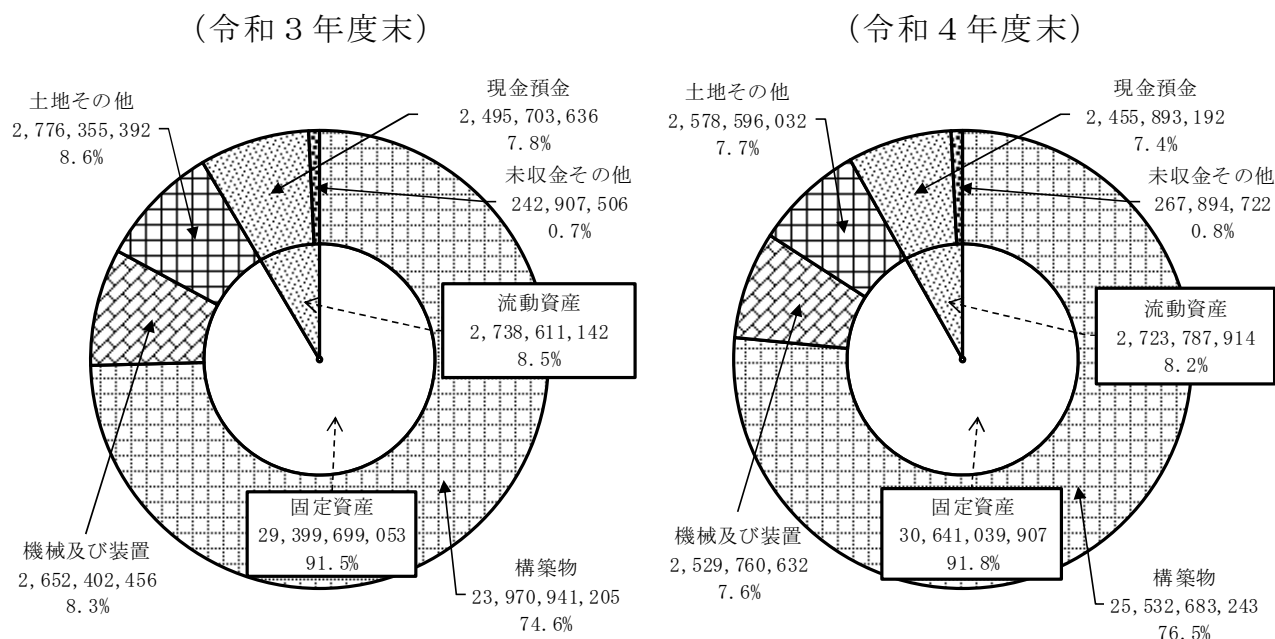 (令和３年度末)
土地その他
2,776,355,392
8.6%
現金預金
2,495,703,636
7.8%
未収金その他
242,907,506
0.7%
流動資産
2,738,611,142
8.5%
固定資産
29,399,699,053
91.5%
機械及び装置
2,652,402,456
8.3%
構築物
23,970,941,205
74.6%
(令和４年度末)
土地その他
2,578,596,032
7.7%
現金預金
2,455,893,192
7.4%
未収金その他
267,894,722
0.8%
流動資産
2,723,787,914
8.2%
固定資産
30,641,039,907
91.8%
機械及び装置
2,529,760,632
7.6%
構築物
25,532,683,243
76.5%